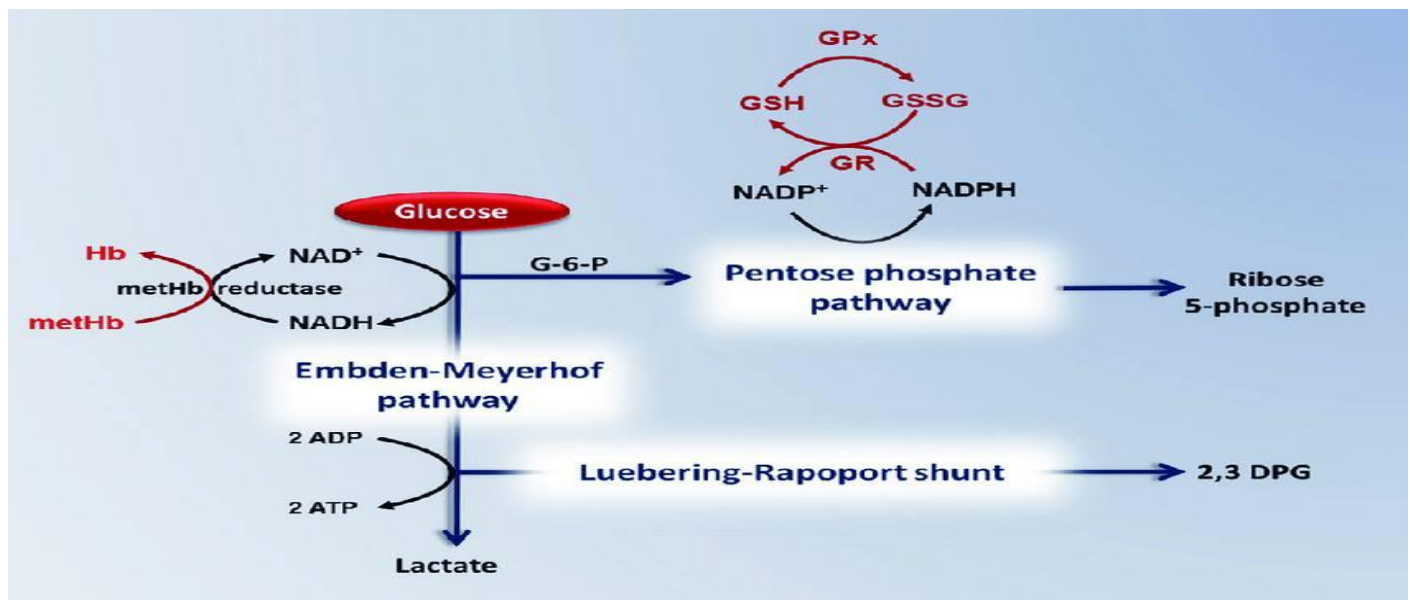 GPx
GSH
GSSG
GR
NADP⁺
NADPH
Glucose
Hb
NAD⁺
G-6-P
Pentose phosphate
pathway
Ribose
5-phosphate
metHb reductase
metHb
NADH
Embden-Meyerhof
pathway
2 ADP
Luebering-Rapoport shunt
2,3 DPG
2 ATP
Lactate